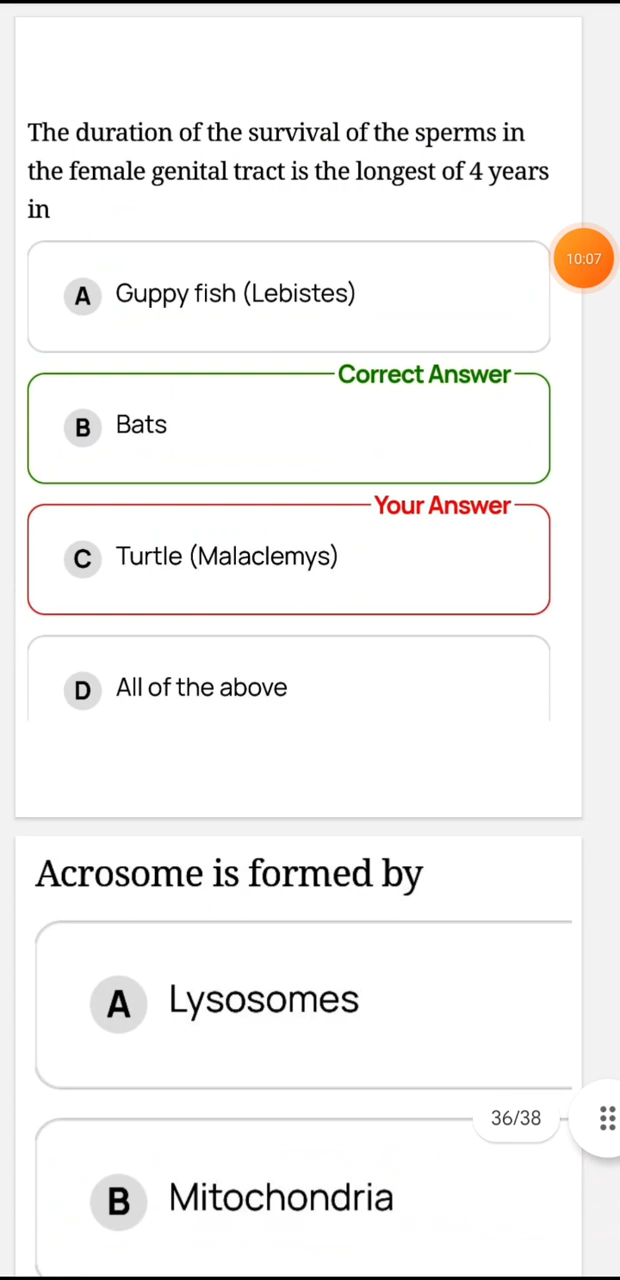 The duration of the survival of the sperms in
the female genital tract is the longest of 4 years
in
10:07
A Guppy fish (Lebistes)
Correct Answer
B Bats
Your Answer
C Turtle (Malaclemys)
D All of the above
Acrosome is formed by
A Lysosomes
36/38
B Mitochondria